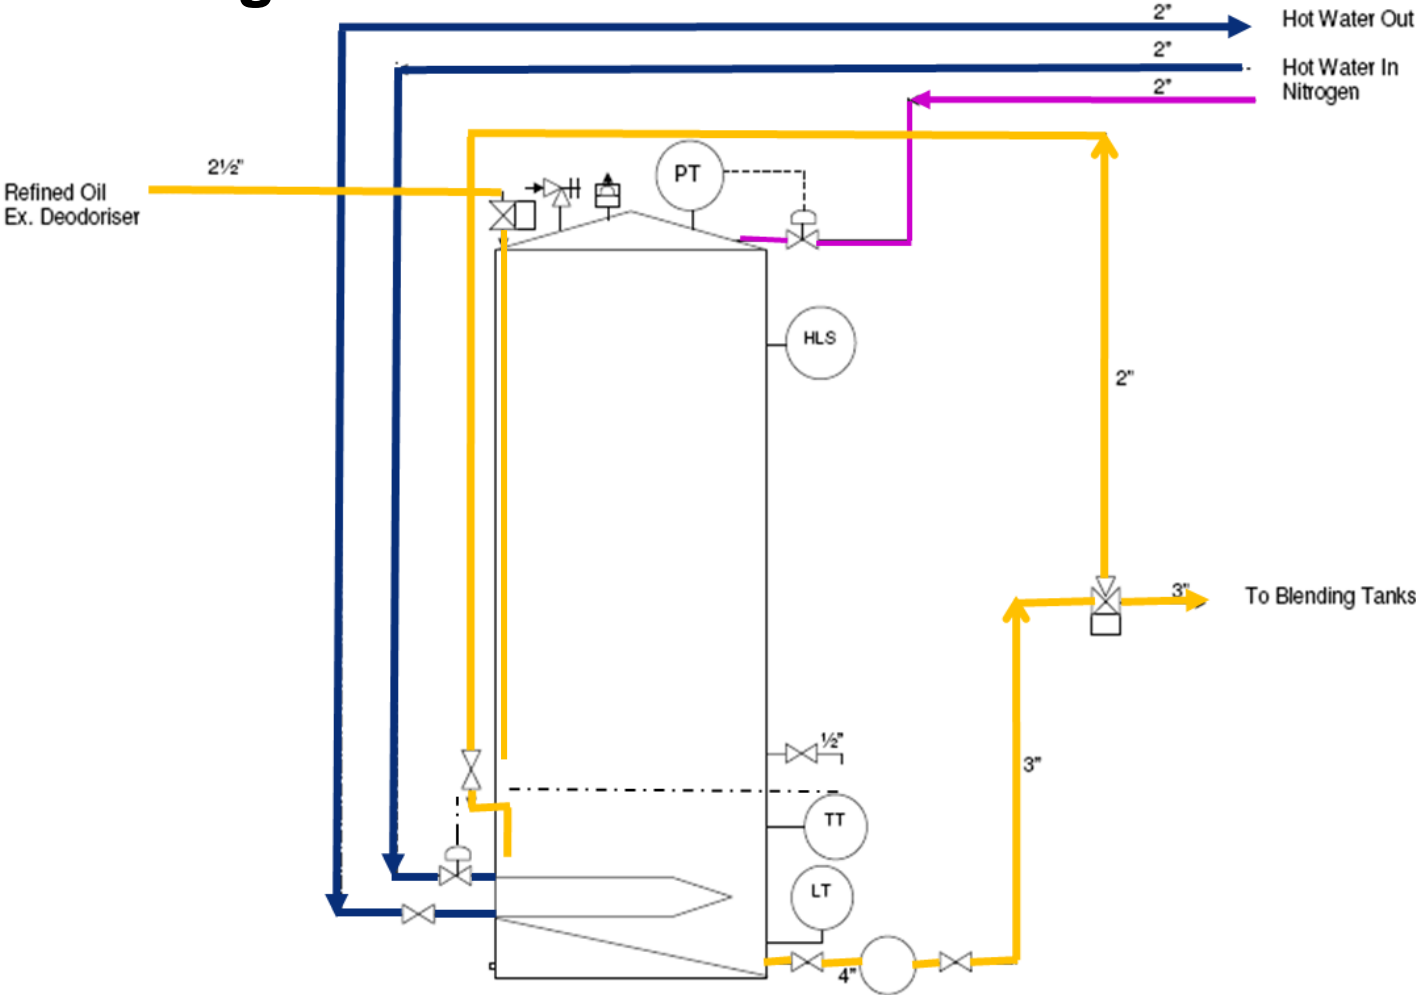 2”
Hot Water Out
2”
Hot Water In
2”
Nitrogen
2½”
Refined Oil
Ex. Deodoriser
PT
HLS
2”
3”
To Blending Tanks
½”
3”
TT
LT
4”